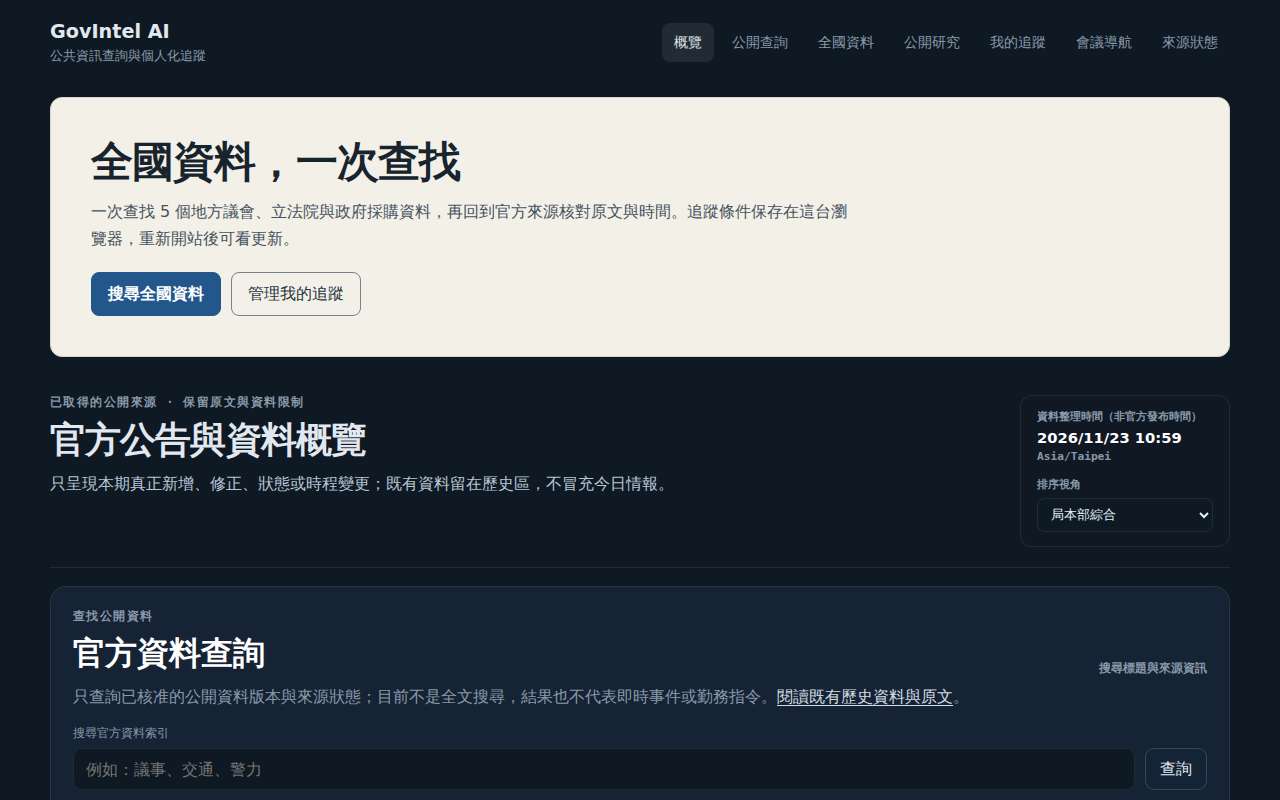 GovIntel AI
公共資訊查詢與個人化追蹤
概覽
公開查詢
全國資料
公開研究
我的追蹤
會議導航
來源狀態
全國資料，一次查找
一次查找 5 個地方議會、立法院與政府採購資料，再回到官方來源核對原文與時間。追蹤條件保存在這台瀏
覽器，重新開站後可看更新。
搜尋全國資料
管理我的追蹤
已取得的公開來源 · 保留原文與資料限制
官方公告與資料概覽
只呈現本期真正新增、修正、狀態或時程變更；既有資料留在歷史區，不冒充今日情報。
資料整理時間（非官方發布時間）
2026/11/23 10:59
Asia/Taipei
排序視角
局本部綜合
查找公開資料
官方資料查詢
搜尋標題與來源資訊
只查詢已核准的公開資料版本與來源狀態；目前不是全文搜尋，結果也不代表即時事件或勤務指令。閱讀既有歷史資料與原文。
搜尋官方資料索引
例如：議事、交通、警力
查詢